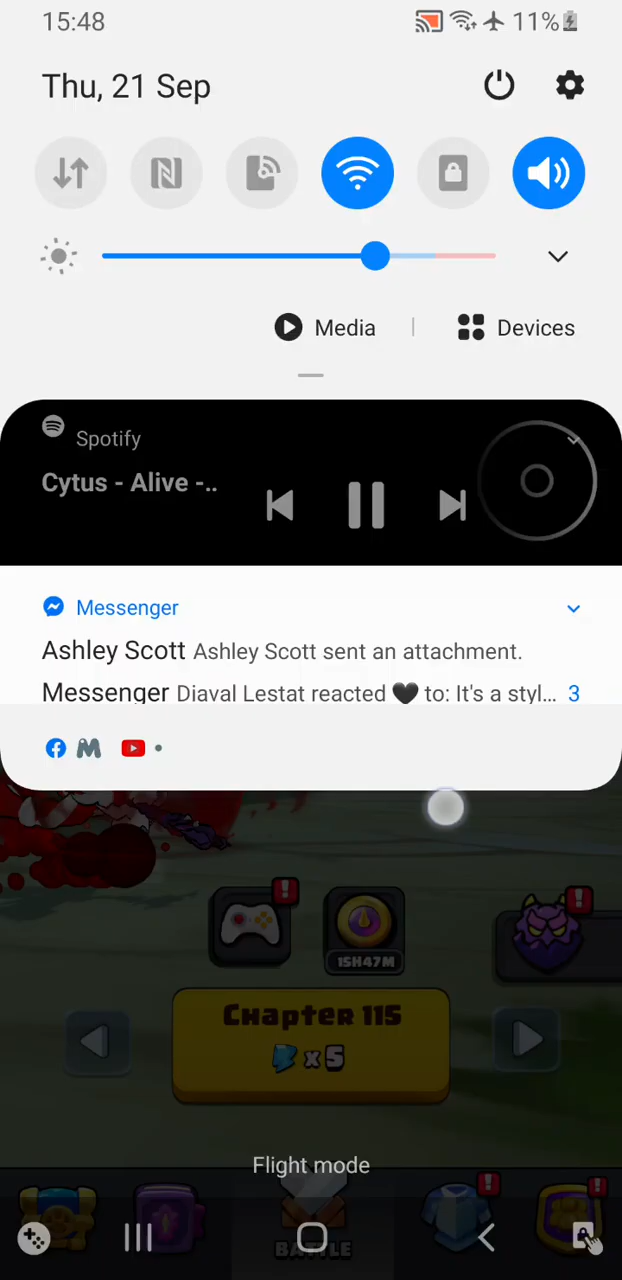 15:48
11%
Thu, 21 Sep
Media | Devices
Spotify
Cytus - Alive -..
Messenger
Ashley Scott Ashley Scott sent an attachment.
Messenger Diaval Lestat reacted 🖤 to: It's a styl... 3
15H47M
Chapter 115
x5
Flight mode
BATTLE